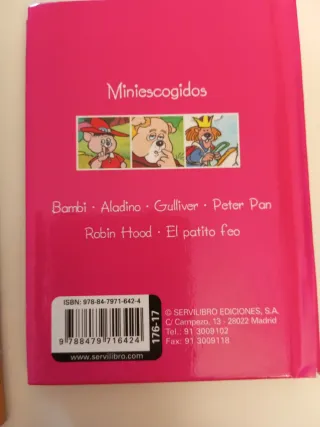 Miniescogidos
Bambi · Aladino · Gulliver · Peter Pan
Robin Hood · El patito feo
ISBN: 978-84-7971-642-4
9 788479 716424
www.servilibro.com
176-17
© SERVILIBRO EDICIONES, S.A.
C/ Campezo, 13 - 28022 Madrid
Tel.: 91 3009102
Fax: 91 3009118